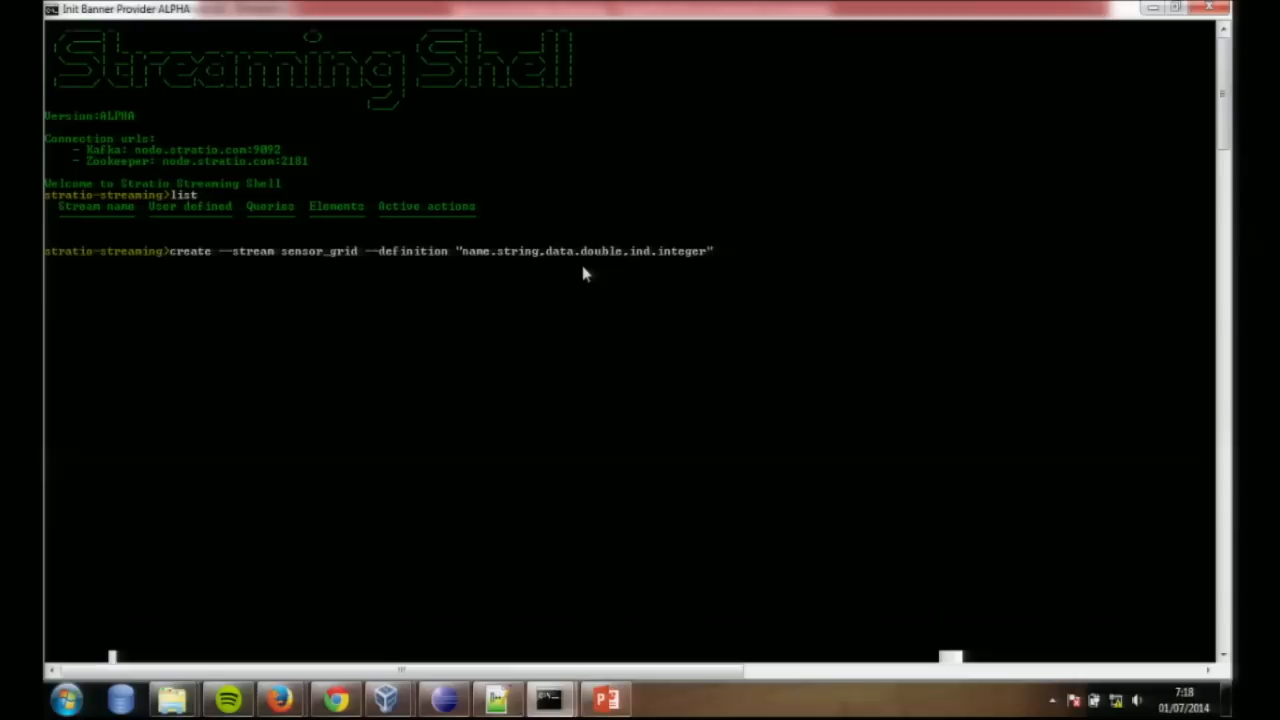 Init Banner Provider ALPHA
Streaming Shell
Version:ALPHA
Connection urls:
- Kafka: node.stratio.com:9092
- Zookeeper: node.stratio.com:2181
Welcome to Stratio Streaming Shell
stratio-streaming>list
Stream name User defined Queries Elements Active actions
stratio-streaming>create --stream sensor_grid --definition "name.string,data.double,ind.integer"
7:18
01/07/2014